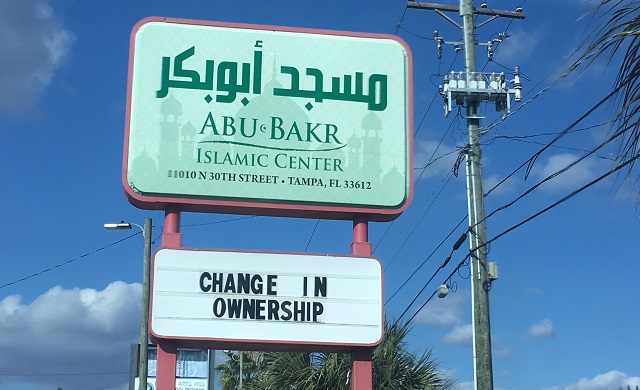 مسجد أبوبكر
ABU BAKR
ISLAMIC CENTER
11010 N 30TH STREET • TAMPA, FL 33612
CHANGE IN
OWNERSHIP